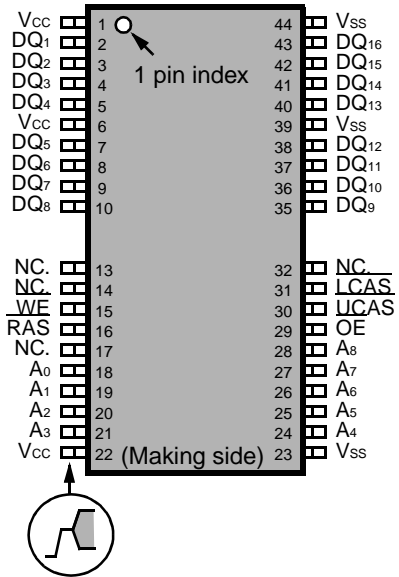 VCC 1 44 VSS
DQ1 2 43 DQ16
DQ2 3 42 DQ15
1 pin index
DQ3 4 41 DQ14
DQ4 5 40 DQ13
VCC 6 39 VSS
DQ5 7 38 DQ12
DQ6 8 37 DQ11
DQ7 9 36 DQ10
DQ8 10 35 DQ9
NC. 13 32 NC.
NC. 14 31 LCAS
WE 15 30 UCAS
RAS 16 29 OE
NC. 17 28 A8
A0 18 27 A7
A1 19 26 A6
A2 20 25 A5
A3 21 24 A4
VCC 22 (Making side) 23 VSS